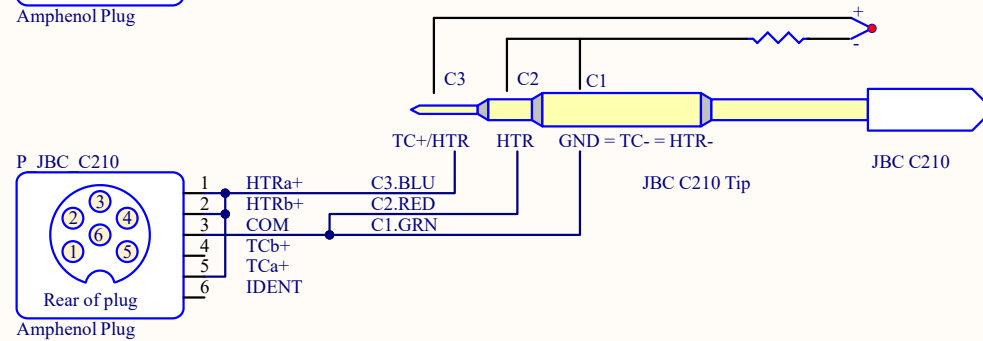 Amphenol Plug
+
-
C3 C2 C1
TC+/HTR HTR GND = TC- = HTR-
P_JBC_C210
JBC C210
JBC C210 Tip
1 HTRa+ C3.BLU
2 HTRb+ C2.RED
3 COM C1.GRN
4 TCb+
5 TCa+
6 IDENT
3
2 4
6
1 5
Rear of plug
Amphenol Plug